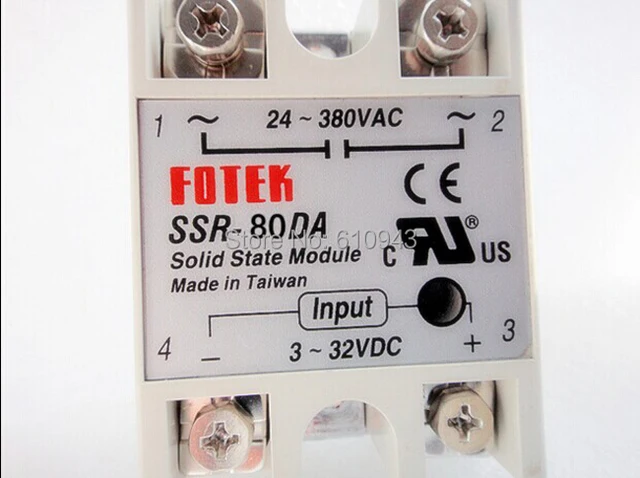 1 ~ 24 ~ 380VAC ~ 2
FOTEK CE
SSR-80DA
Store No: 610943
Solid State Module C RU ® US
Made in Taiwan
Input
4 - 3 ~ 32VDC + 3